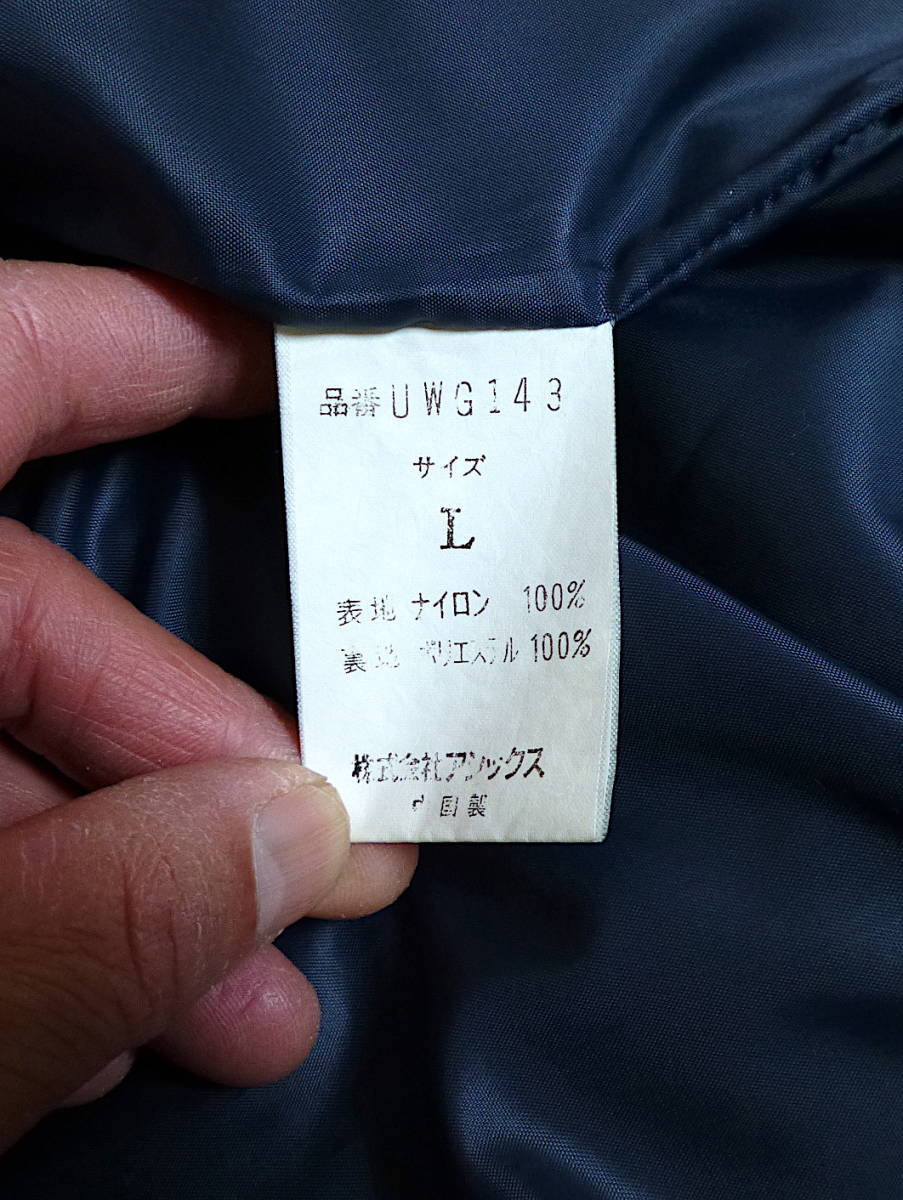 品番UWG143
サイズ
L
表地 ナイロン 100%
裏地 ポリエステル 100%
株式会社アシックス
中国製